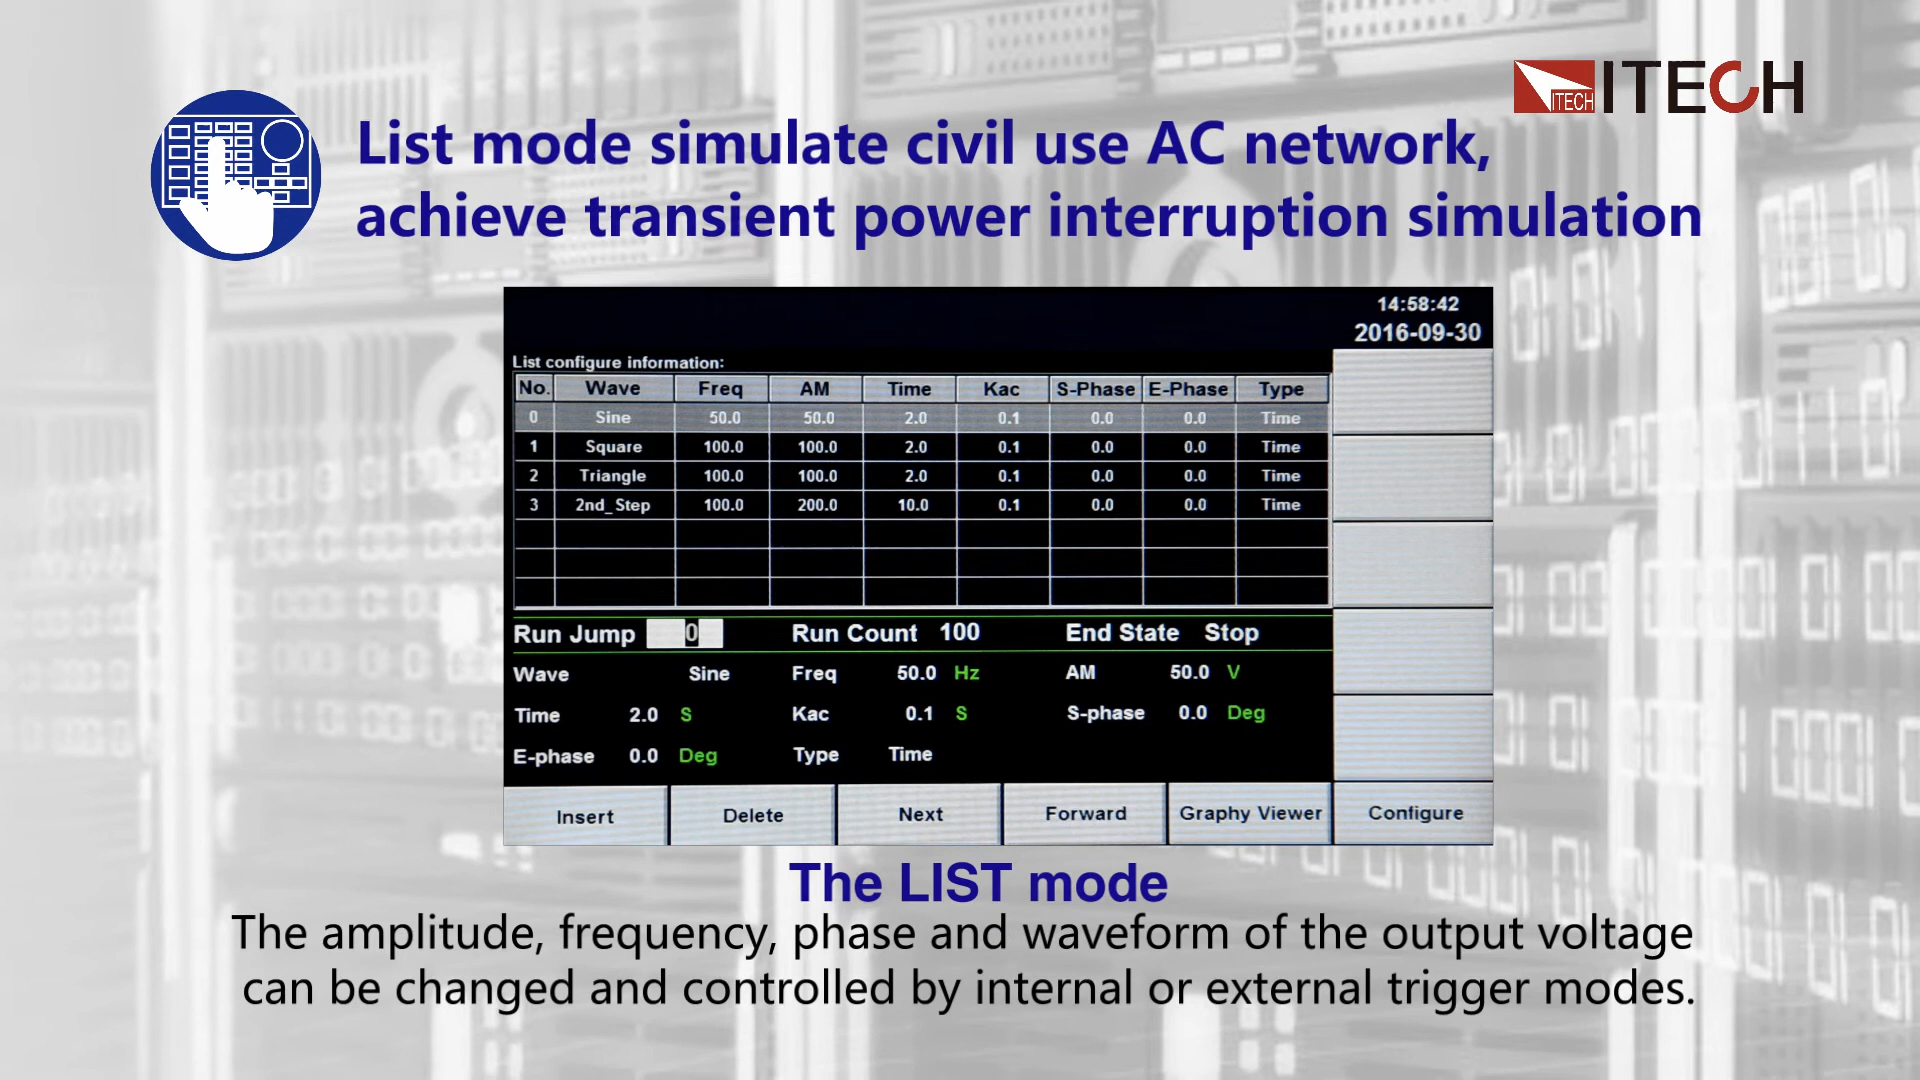 ITECH ITECH
List mode simulate civil use AC network,
achieve transient power interruption simulation
14:58:42
2016-09-30
List configure information:
No. Wave Freq AM Time Kac S-Phase E-Phase Type
0 Sine 50.0 50.0 2.0 0.1 0.0 0.0 Time
1 Square 100.0 100.0 2.0 0.1 0.0 0.0 Time
2 Triangle 100.0 100.0 2.0 0.1 0.0 0.0 Time
3 2nd_Step 100.0 200.0 10.0 0.1 0.0 0.0 Time
Run Jump 0 Run Count 100 End State Stop
Wave Sine Freq 50.0 Hz AM 50.0 V
Time 2.0 S Kac 0.1 S S-phase 0.0 Deg
E-phase 0.0 Deg Type Time
Insert Delete Next Forward Graphy Viewer Configure
The LIST mode
The amplitude, frequency, phase and waveform of the output voltage
can be changed and controlled by internal or external trigger modes.